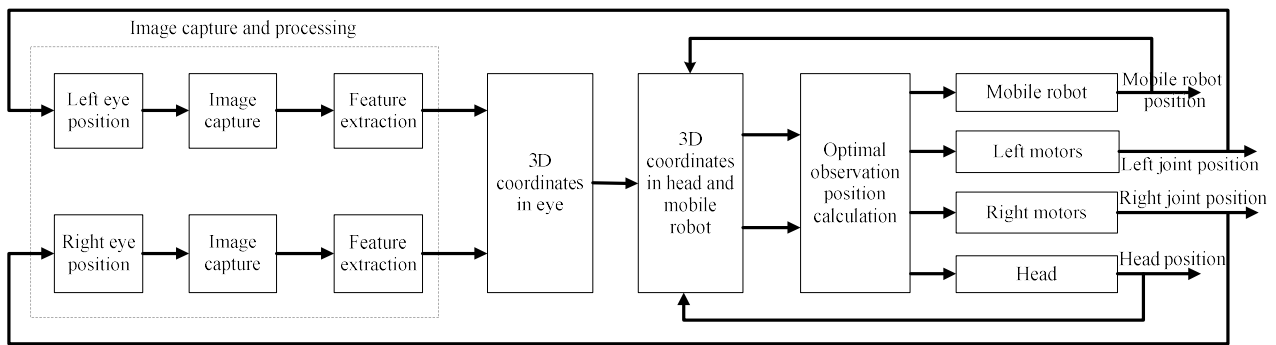 Image capture and processing
Left eye
position
Image
capture
Feature
extraction
Right eye
position
Image
capture
Feature
extraction
3D
coordinates
in eye
3D
coordinates
in head and
mobile
robot
Optimal
observation
position
calculation
Mobile robot
Left motors
Right motors
Head
Mobile robot
position
Left joint position
Right joint position
Head position